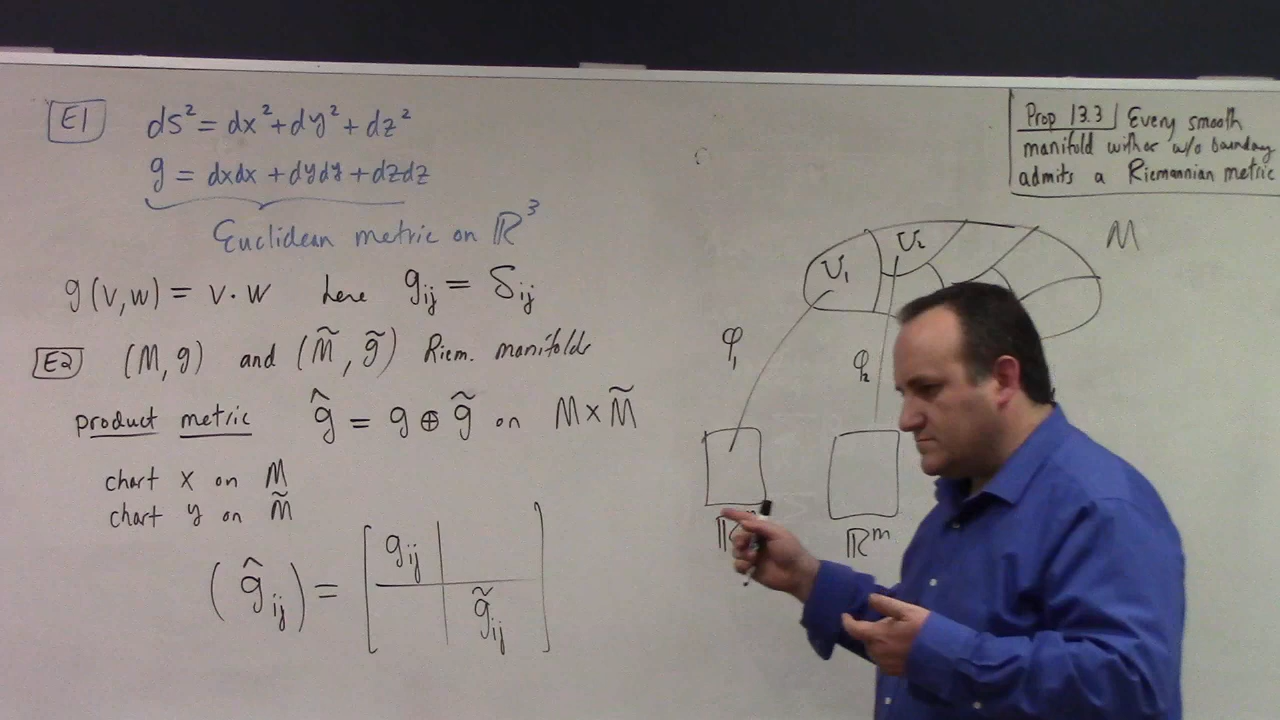 E1 ds² = dx² + dy² + dz²
g = dxdx + dydy + dzdz
Euclidean metric on ℝ³
g(v,w) = v · w here gᵢⱼ = δᵢⱼ
E2 (M, g) and (M̃, g̃) Riem. manifolds
product metric ĝ = g ⊕ g̃ on M × M̃
chart x on M
chart y on M̃
(ĝᵢⱼ) = [ gᵢⱼ | ]
[ | g̃ᵢⱼ ]
Prop 13.3 Every smooth
manifold with or w/o boundary
admits a Riemannian metric
M
U₁ U₂
φ₁ φ₂
ℝᵐ